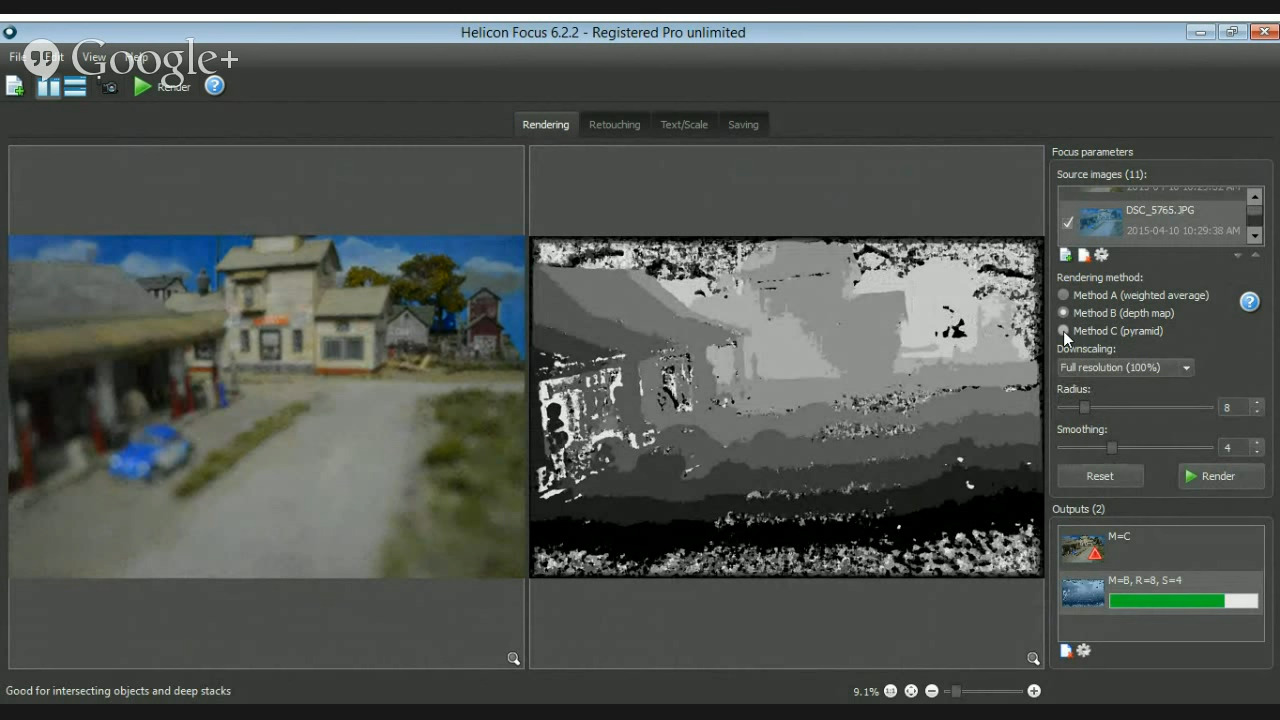 Helicon Focus 6.2.2 - Registered Pro unlimited
File Edit View Help
Google+
Render
Rendering Retouching Text/Scale Saving
Focus parameters
Source images (11):
DSC_5765.JPG
2015-04-10 10:29:38 AM
Rendering method:
Method A (weighted average)
Method B (depth map)
Method C (pyramid)
Downscaling:
Full resolution (100%)
Radius:
8
Smoothing:
4
Reset
Render
Outputs (2)
M=C
M=B, R=8, S=4
Good for intersecting objects and deep stacks
9.1%